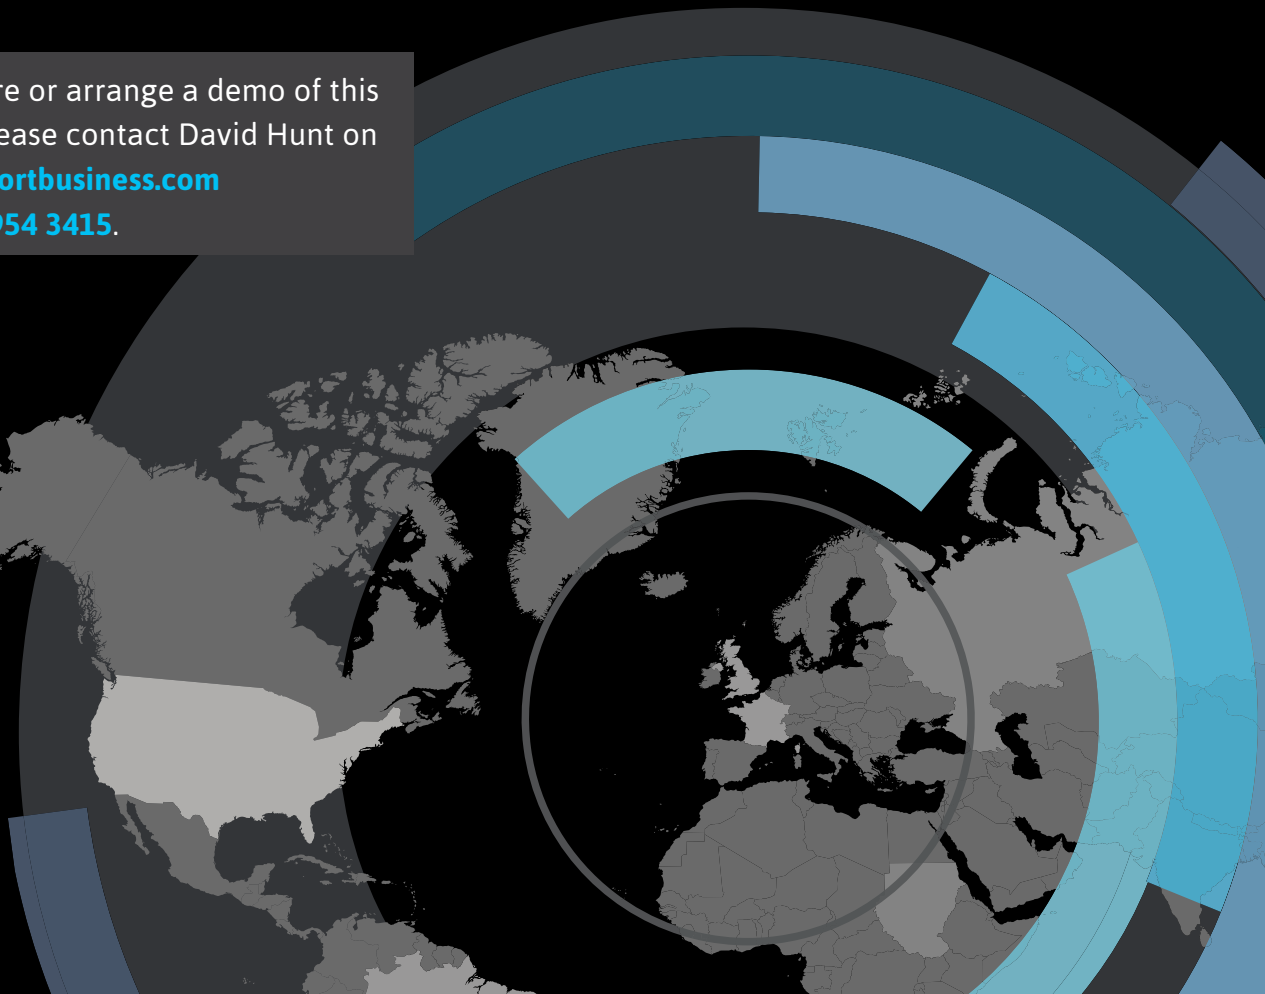 re or arrange a demo of this
ease contact David Hunt on
ortbusiness.com
954 3415.